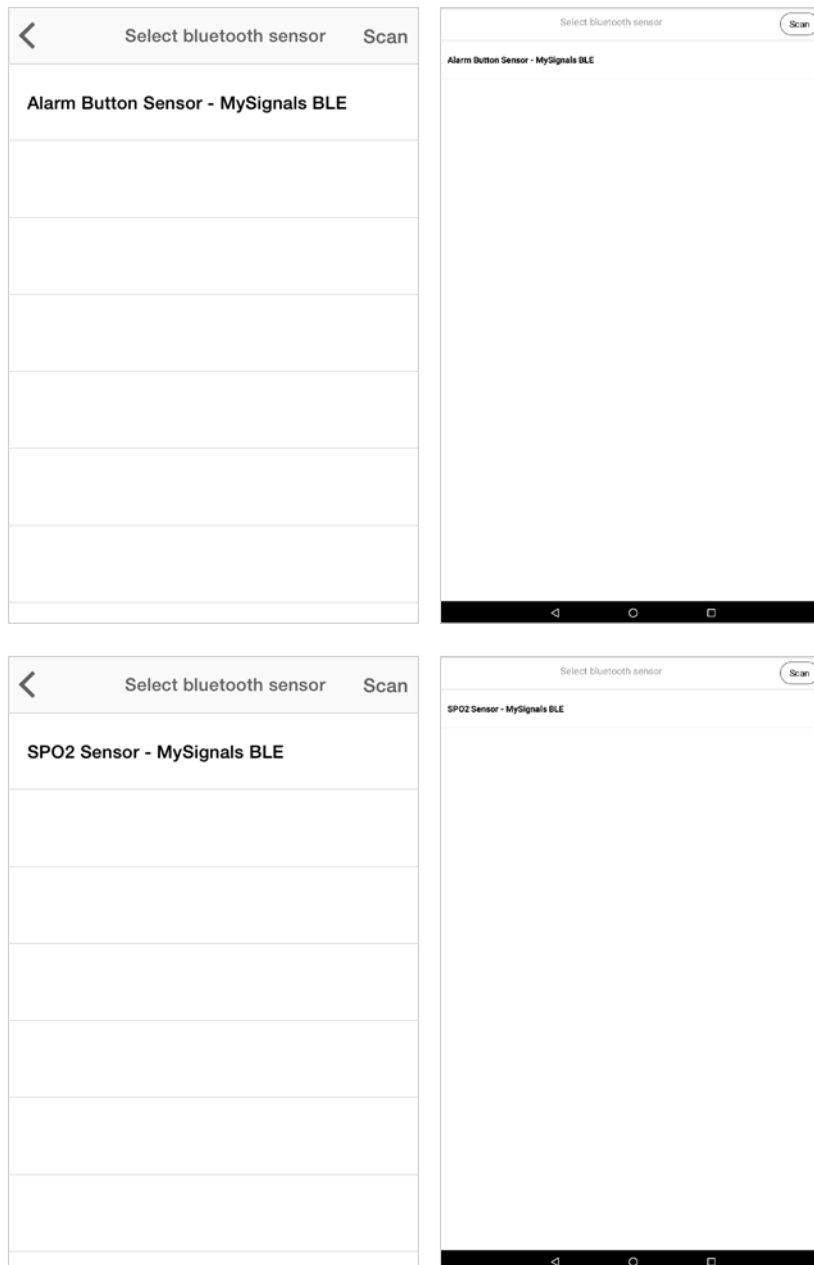 Select bluetooth sensor Scan
Alarm Button Sensor - MySignals BLE
Select bluetooth sensor Scan
Alarm Button Sensor - MySignals BLE
Select bluetooth sensor Scan
SPO2 Sensor - MySignals BLE
Select bluetooth sensor Scan
SPO2 Sensor - MySignals BLE